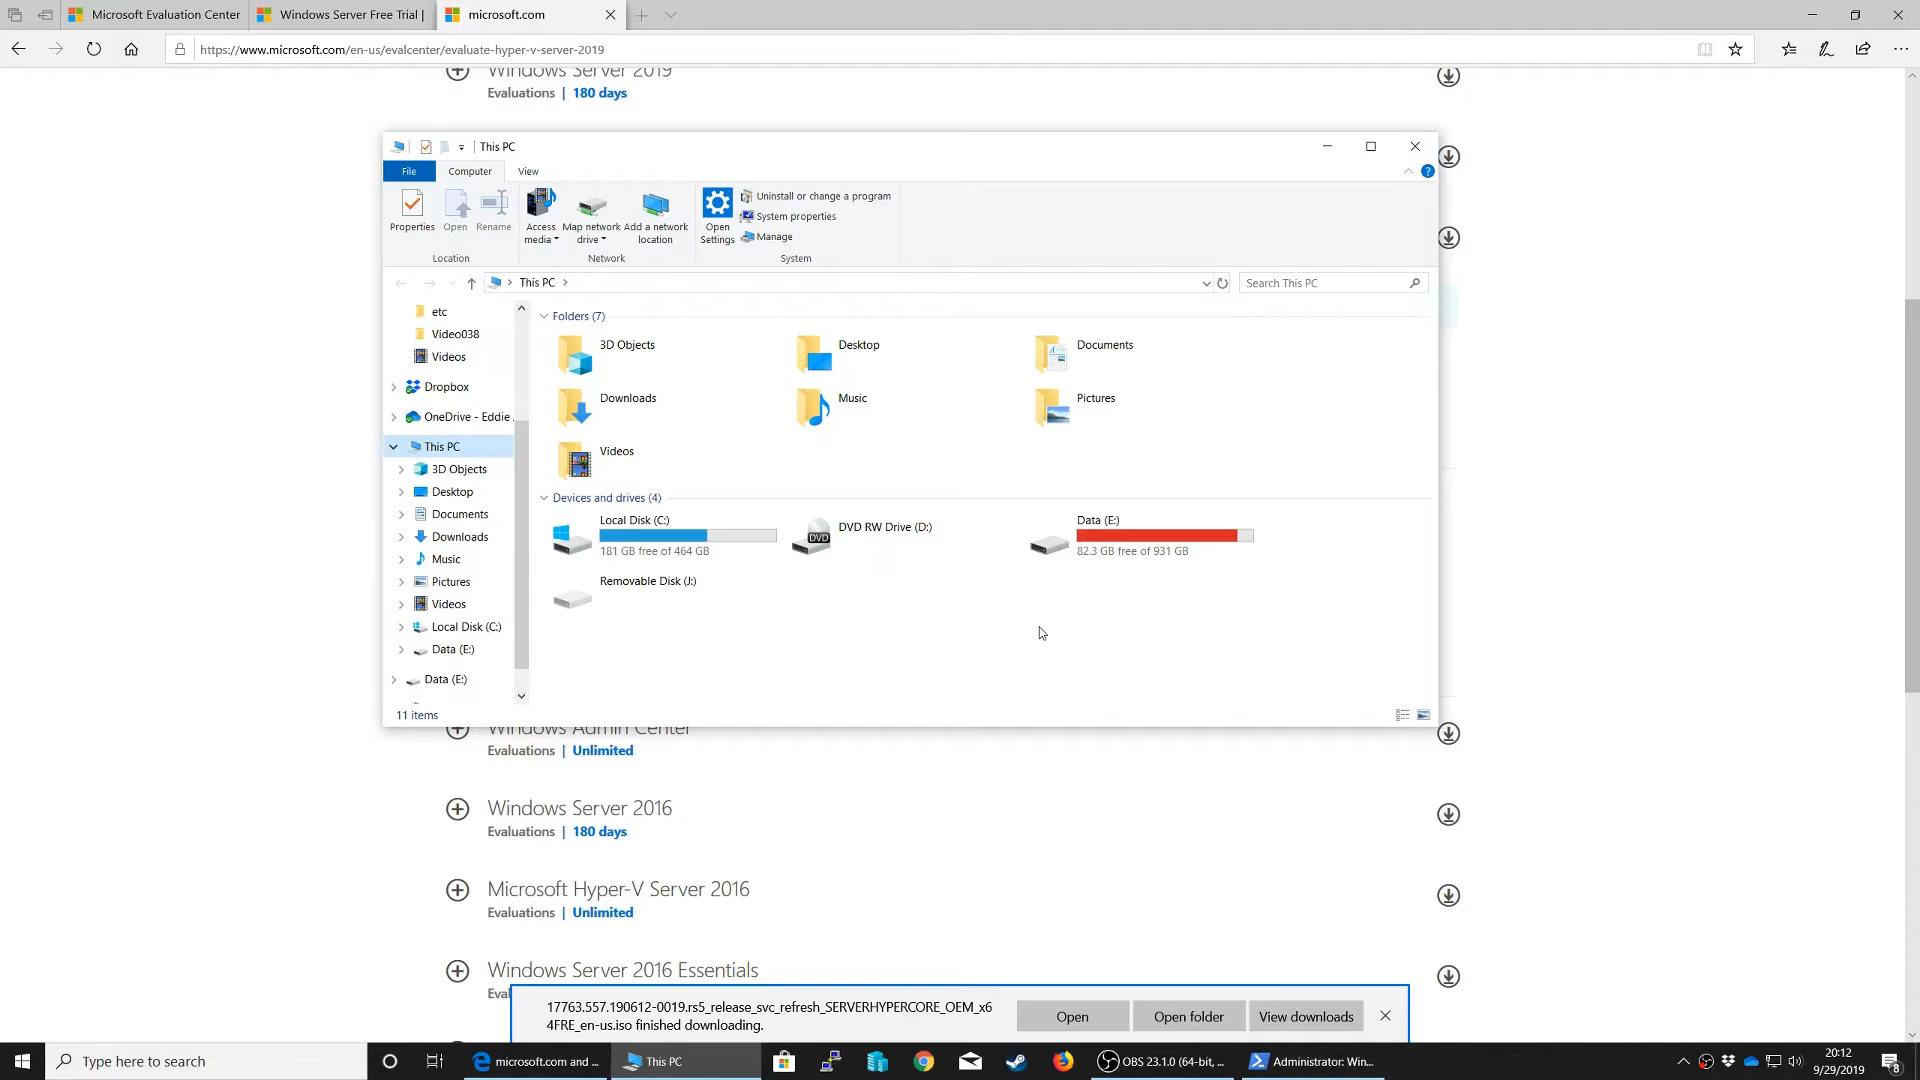 Microsoft Evaluation Center
Windows Server Free Trial |
microsoft.com
https://www.microsoft.com/en-us/evalcenter/evaluate-hyper-v-server-2019
Windows Server 2019
Evaluations | 180 days
This PC
File
Computer
View
Properties
Open
Rename
Access media
Map network drive
Add a network location
Open Settings
Uninstall or change a program
System properties
Manage
Location
Network
System
This PC
Search This PC
etc
Video038
Videos
Dropbox
OneDrive - Eddie
This PC
3D Objects
Desktop
Documents
Downloads
Music
Pictures
Videos
Local Disk (C:)
Data (E:)
Data (E:)
Folders (7)
3D Objects
Desktop
Documents
Downloads
Music
Pictures
Videos
Devices and drives (4)
Local Disk (C:)
181 GB free of 464 GB
DVD RW Drive (D:)
DVD
Data (E:)
82.3 GB free of 931 GB
Removable Disk (J:)
11 items
Windows Admin Center
Evaluations | Unlimited
Windows Server 2016
Evaluations | 180 days
Microsoft Hyper-V Server 2016
Evaluations | Unlimited
Windows Server 2016 Essentials
Eval
17763.557.190612-0019.rs5_release_svc_refresh_SERVERHYPERCORE_OEM_x6
4FRE_en-us.iso finished downloading.
Open
Open folder
View downloads
Type here to search
microsoft.com and ...
This PC
OBS 23.1.0 (64-bit, ...
Administrator: Win...
20:12
9/29/2019
8